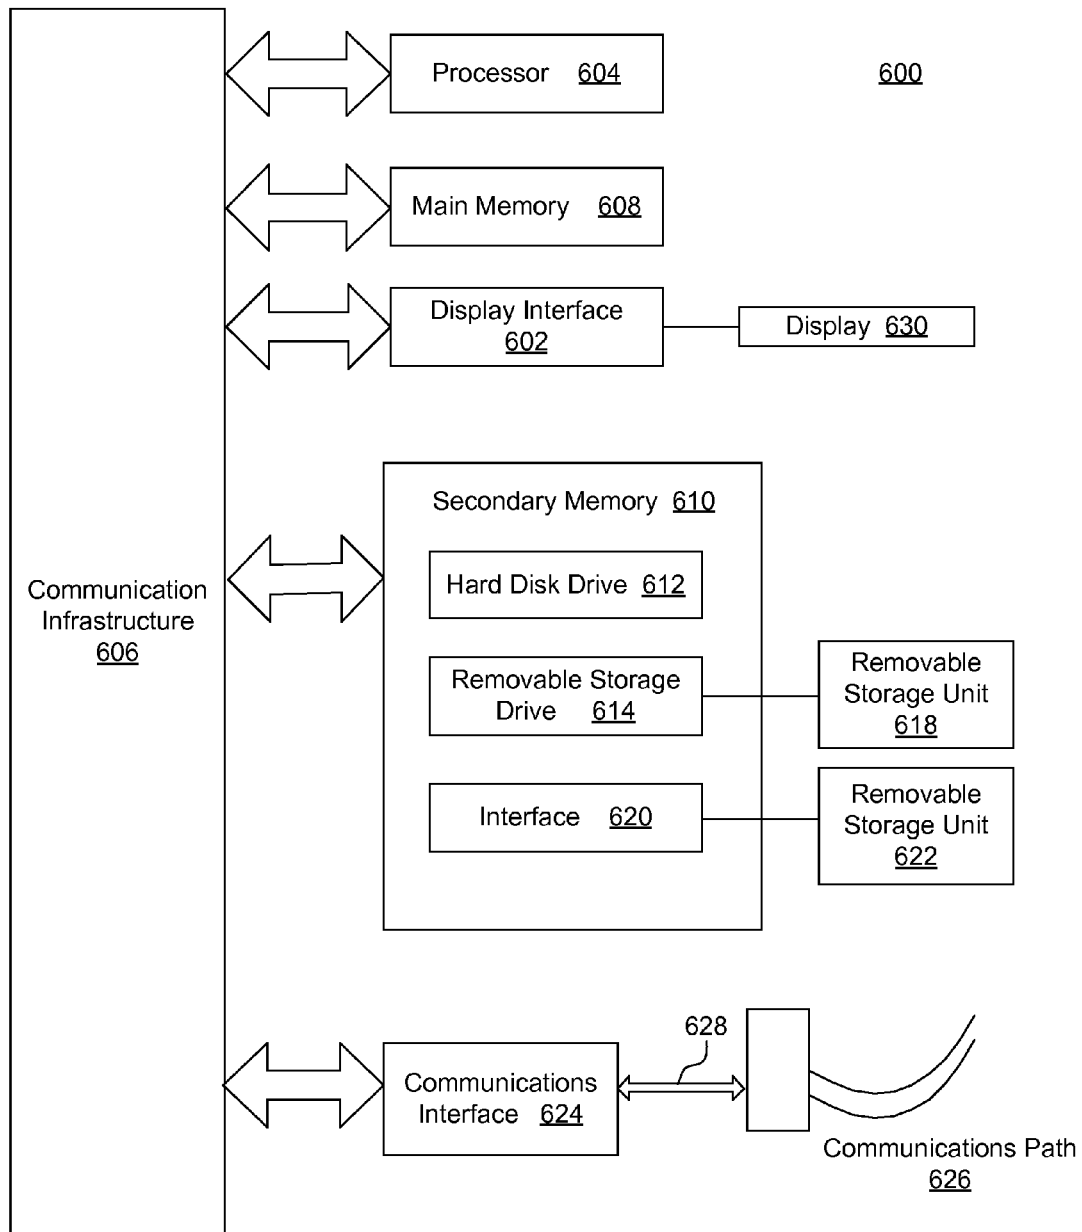 Processor 604
600
Main Memory 608
Display Interface
602
Display 630
Secondary Memory 610
Hard Disk Drive 612
Communication
Infrastructure
606
Removable Storage
Drive 614
Removable
Storage Unit
618
Interface 620
Removable
Storage Unit
622
628
Communications
Interface 624
Communications Path
626